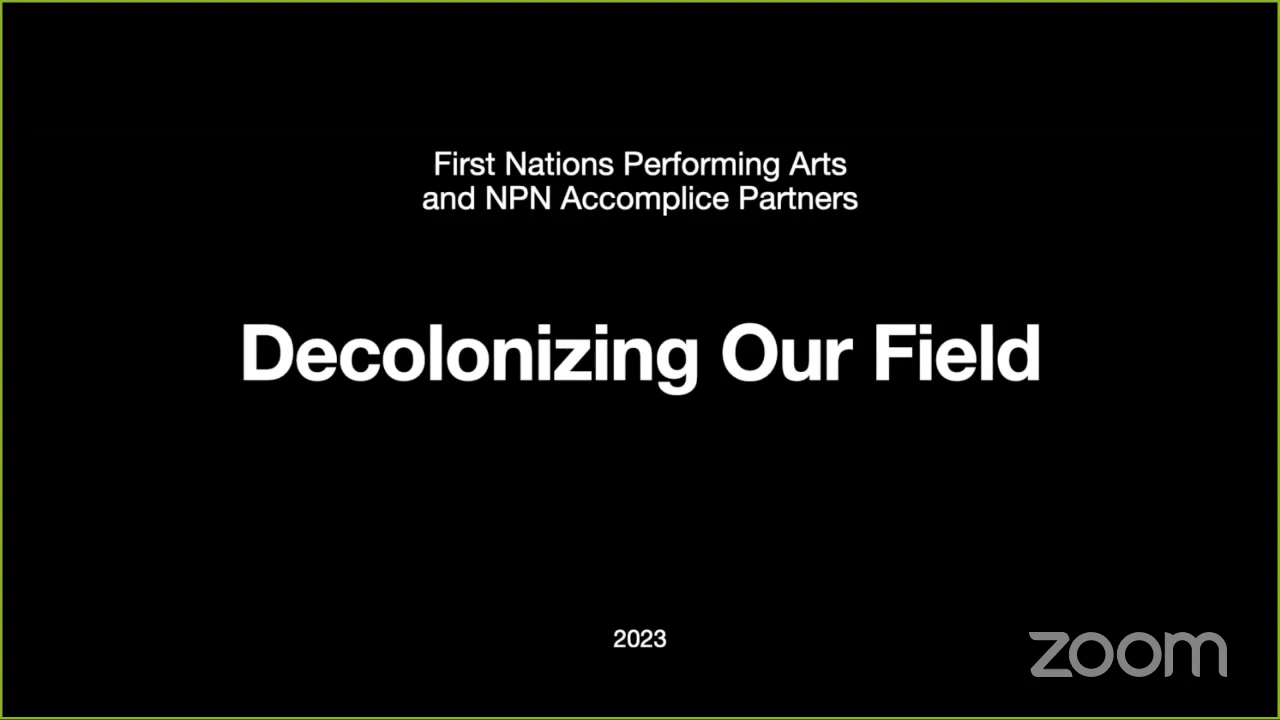 First Nations Performing Arts
and NPN Accomplice Partners
Decolonizing Our Field
2023
zoom